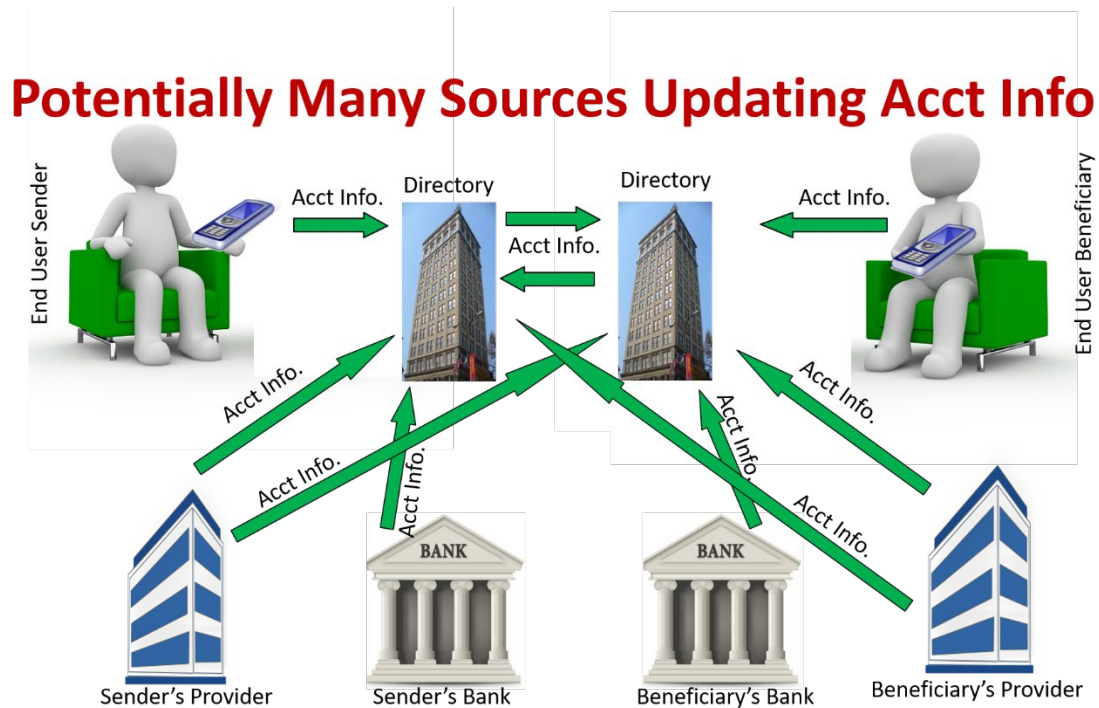 Potentially Many Sources Updating Acct Info
End User Sender
Acct Info.
Directory
Directory
Acct Info.
Acct Info.
End User Beneficiary
Acct Info.
Acct Info.
Acct Info.
Acct Info.
Acct Info.
Acct Info.
BANK
BANK
Sender's Provider
Sender's Bank
Beneficiary's Bank
Beneficiary's Provider